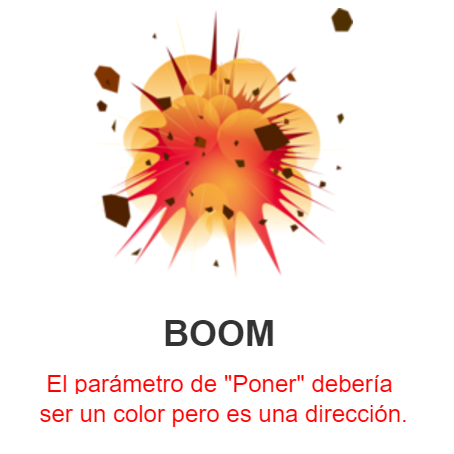 BOOM
El parámetro de "Poner" debería
ser un color pero es una dirección.